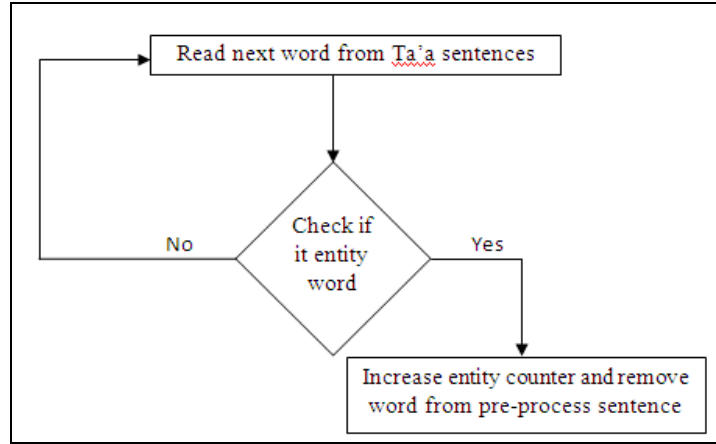 Read next word from Ta’a sentences
Check if
it entity
word
No
Yes
Increase entity counter and remove
word from pre-process sentence